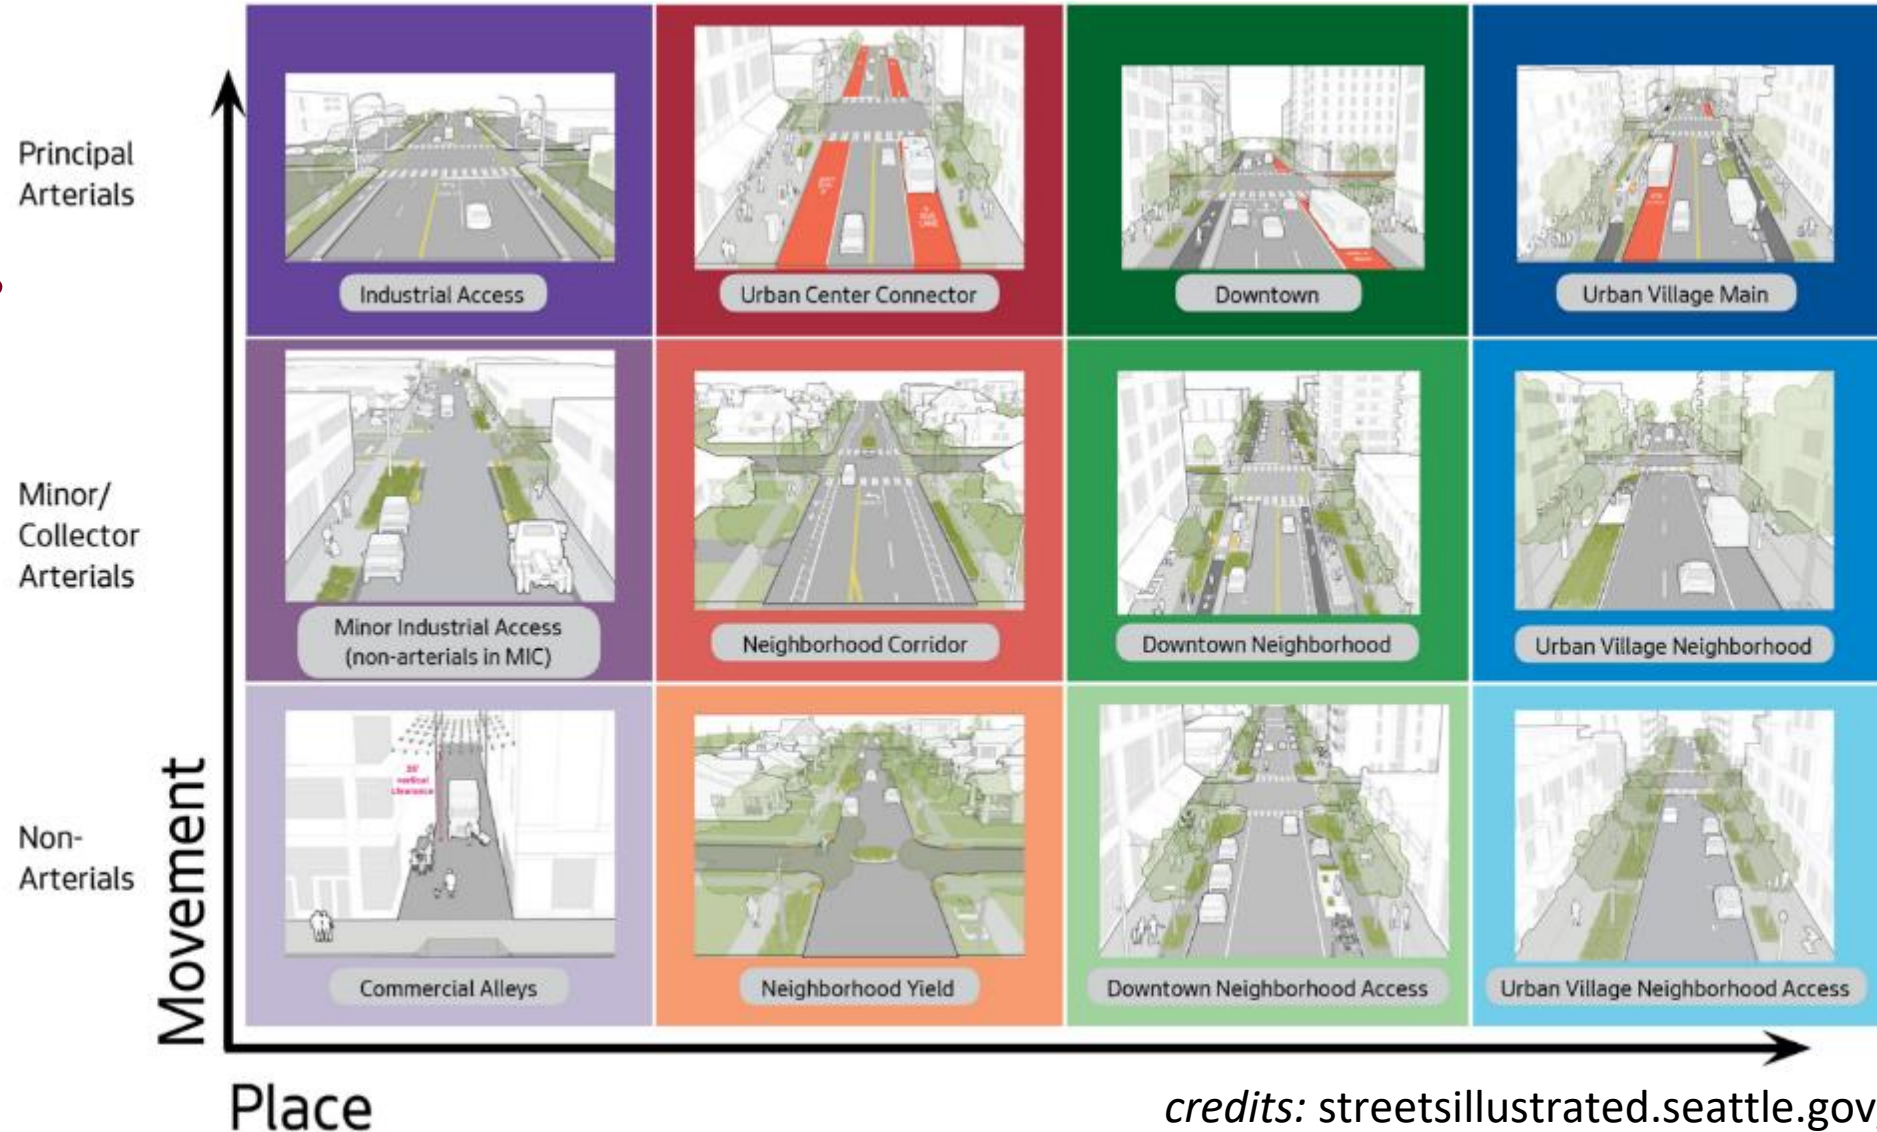 Principal
Arterials
Industrial Access
Urban Center Connector
Downtown
Urban Village Main
Minor/
Collector
Arterials
Minor Industrial Access
(non-arterials in MIC)
Neighborhood Corridor
Downtown Neighborhood
Urban Village Neighborhood
Non-
Arterials
vertical
clearance
Commercial Alleys
Neighborhood Yield
Downtown Neighborhood Access
Urban Village Neighborhood Access
Movement
Place
credits: streetsillustrated.seattle.gov